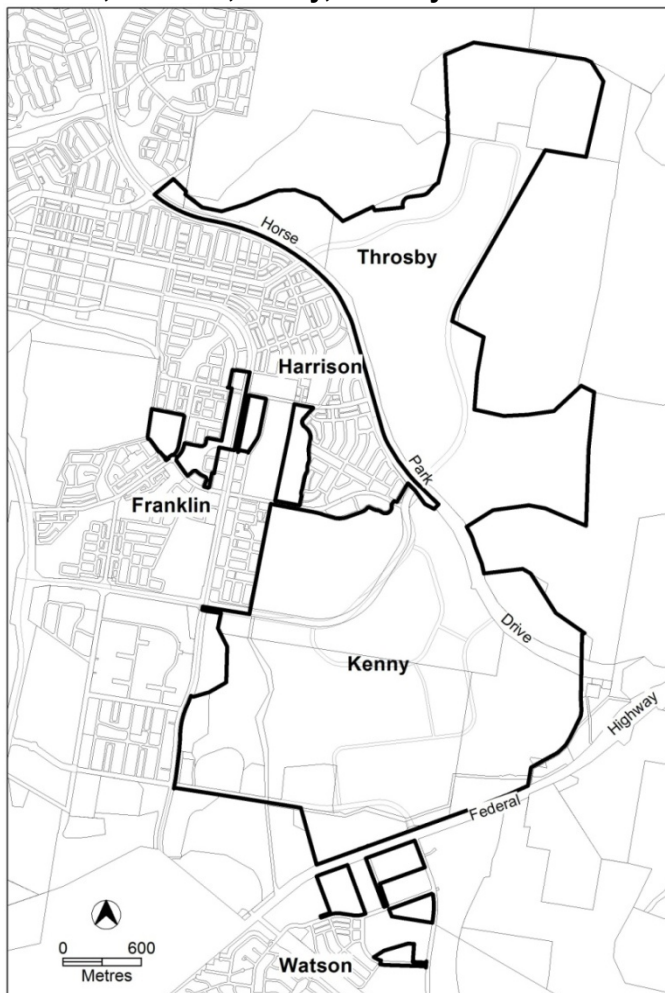 Horse
Throsby
Harrison
Park
Franklin
Drive
Kenny
Highway
Federal
0 600
Metres
Watson